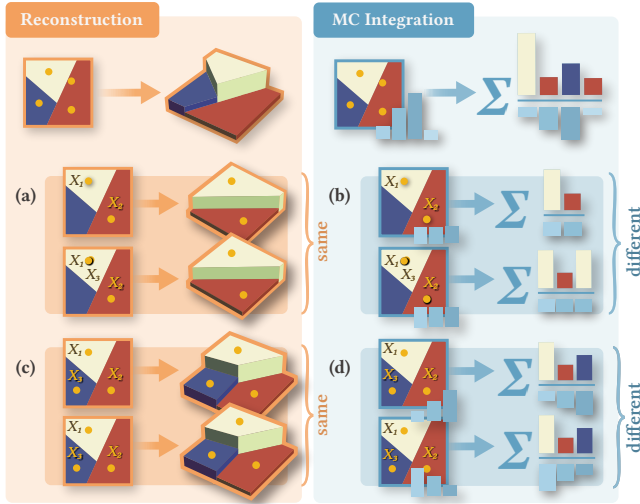 Reconstruction
MC Integration
Σ
(a)
X₁
X₂
same
X₁
X₃
X₂
(b)
X₁
X₂
Σ
different
X₁
X₃
X₂
Σ
(c)
X₁
X₃
X₂
same
X₁
X₃
X₂
(d)
X₁
X₃
X₂
Σ
different
X₁
X₃
X₂
Σ